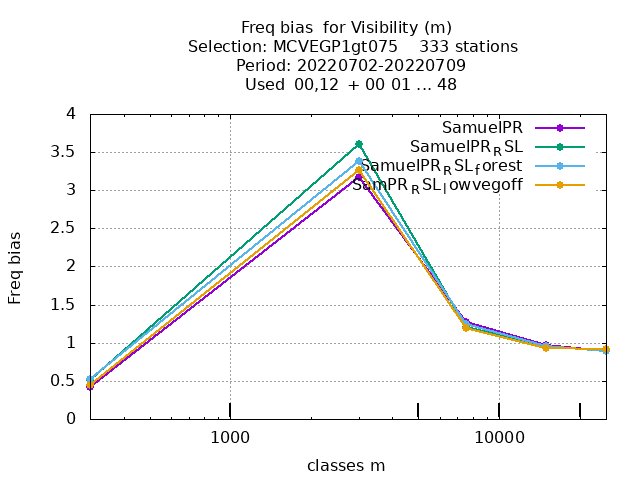 Freq bias  for Visibility (m)
Selection: MCVEGP1gt075    333 stations
Period: 20220702-20220709
Used  00,12  + 00 01 ... 48
SamuelPR
SamuelPR_RSL
SamuelPR_RSL_forest
SamPR_RSL_lowvegoff
4
3.5
3
2.5
2
1.5
1
0.5
0
Freq bias
1000
10000
classes m